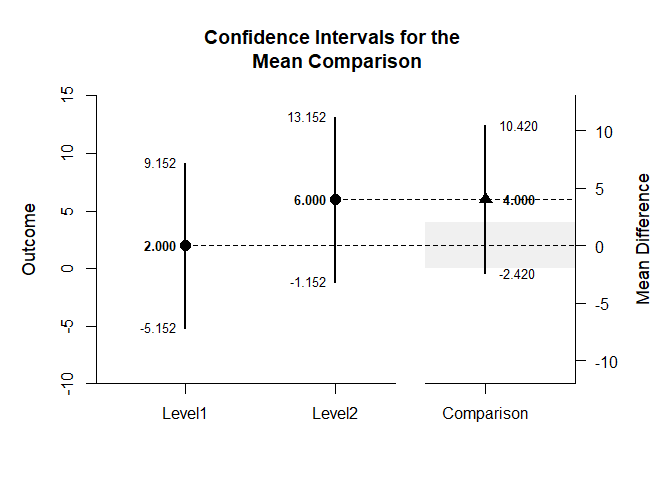 Confidence Intervals for the
Mean Comparison
Outcome
15
10
5
0
-5
-10
9.152
2.000
-5.152
13.152
6.000
-1.152
10.420
4.000
-2.420
10
5
0
-5
-10
Mean Difference
Level1
Level2
Comparison